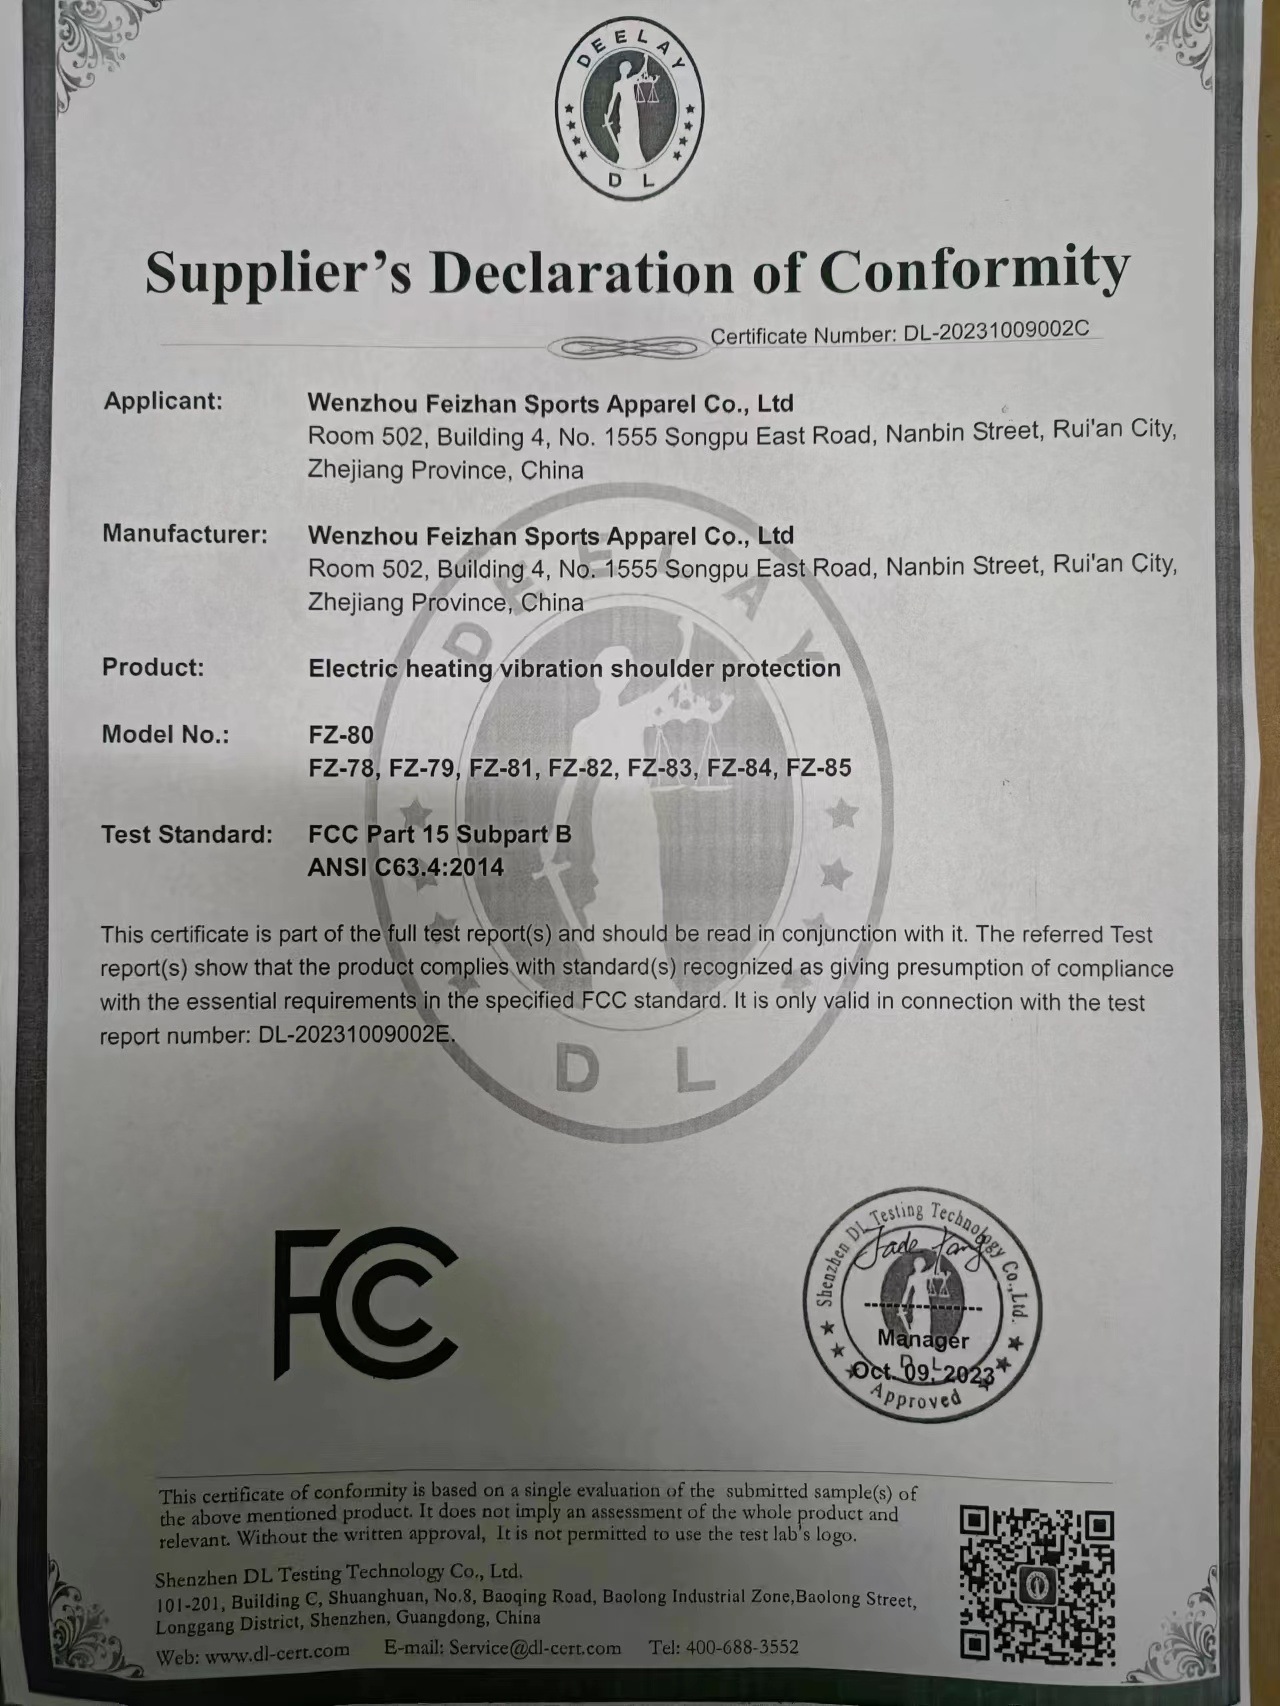 DEELAY
DL
Supplier's Declaration of Conformity
Certificate Number: DL-20231009002C
Applicant: Wenzhou Feizhan Sports Apparel Co., Ltd
Room 502, Building 4, No. 1555 Songpu East Road, Nanbin Street, Rui'an City,
Zhejiang Province, China
Manufacturer: Wenzhou Feizhan Sports Apparel Co., Ltd
Room 502, Building 4, No. 1555 Songpu East Road, Nanbin Street, Rui'an City,
Zhejiang Province, China
Product: Electric heating vibration shoulder protection
Model No.: FZ-80
FZ-78, FZ-79, FZ-81, FZ-82, FZ-83, FZ-84, FZ-85
Test Standard: FCC Part 15 Subpart B
ANSI C63.4:2014
This certificate is part of the full test report(s) and should be read in conjunction with it. The referred Test
report(s) show that the product complies with standard(s) recognized as giving presumption of compliance
with the essential requirements in the specified FCC standard. It is only valid in connection with the test
report number: DL-20231009002E.
DEELAY
DL
FCC
Shenzhen DL Testing Technology Co., Ltd.
Jade Yang
Manager
DL
Oct. 09, 2023
Approved
This certificate of conformity is based on a single evaluation of the submitted sample(s) of
the above mentioned product. It does not imply an assessment of the whole product and
relevant. Without the written approval, It is not permitted to use the test lab's logo.
Shenzhen DL Testing Technology Co., Ltd.
101-201, Building C, Shuanghuan, No.8, Baoqing Road, Baolong Industrial Zone,Baolong Street,
Longgang District, Shenzhen, Guangdong, China
Web: www.dl-cert.com E-mail: Service@dl-cert.com Tel: 400-688-3552